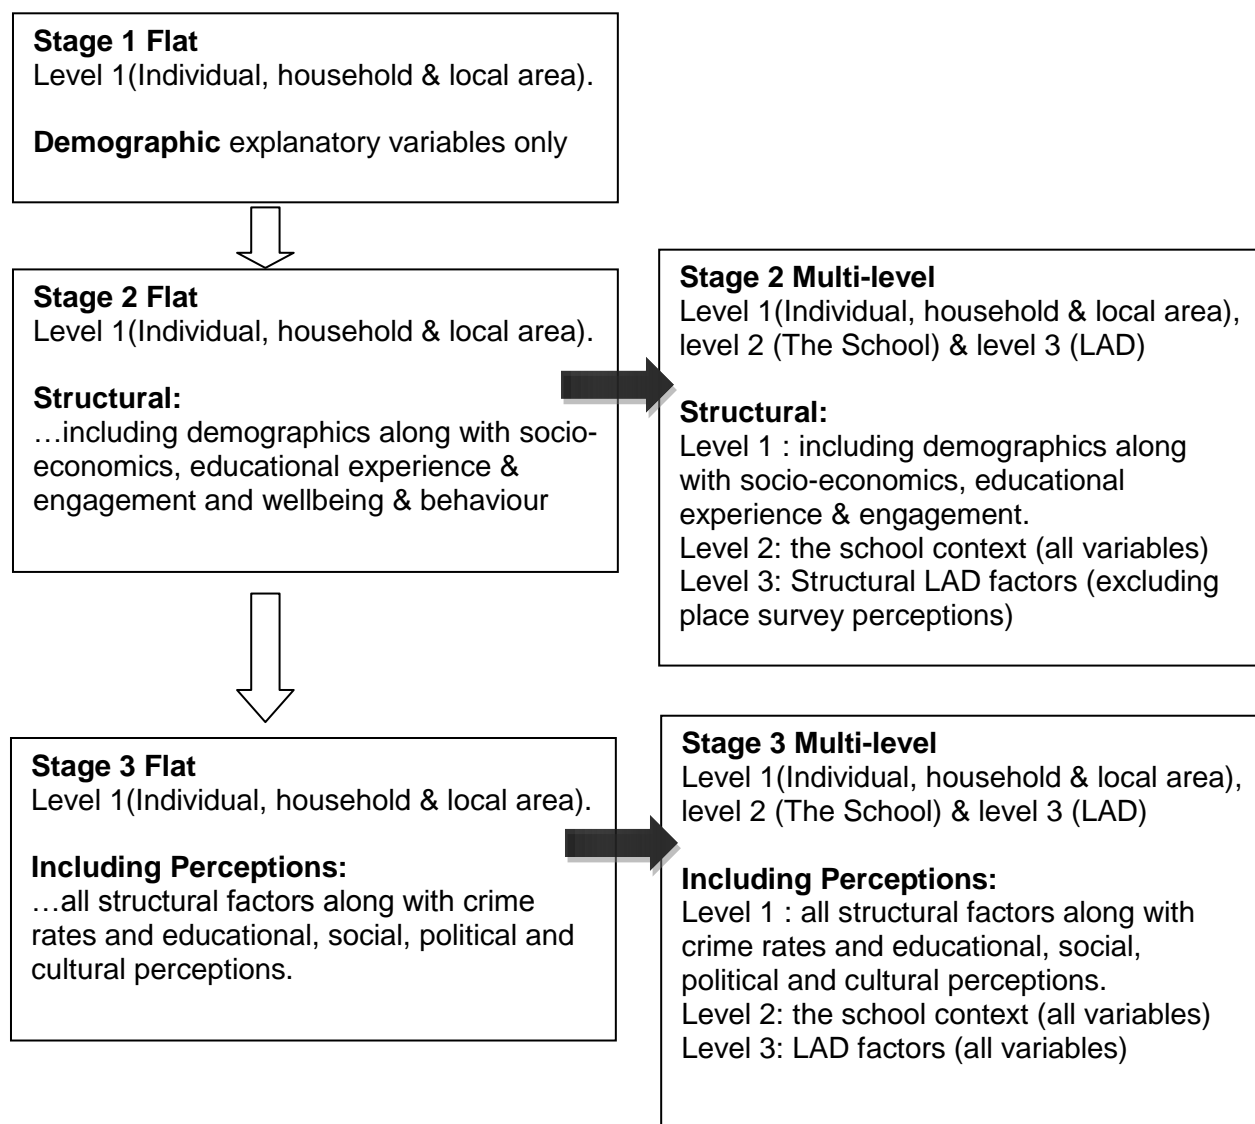 Stage 1 Flat
Level 1(Individual, household & local area).
Demographic explanatory variables only
Stage 2 Flat
Level 1(Individual, household & local area).
Structural:
…including demographics along with socio-
economics, educational experience &
engagement and wellbeing & behaviour
Stage 2 Multi-level
Level 1(Individual, household & local area),
level 2 (The School) & level 3 (LAD)
Structural:
Level 1 : including demographics along
with socio-economics, educational
experience & engagement.
Level 2: the school context (all variables)
Level 3: Structural LAD factors (excluding
place survey perceptions)
Stage 3 Flat
Level 1(Individual, household & local area).
Including Perceptions:
…all structural factors along with crime
rates and educational, social, political and
cultural perceptions.
Stage 3 Multi-level
Level 1(Individual, household & local area),
level 2 (The School) & level 3 (LAD)
Including Perceptions:
Level 1 : all structural factors along with
crime rates and educational, social,
political and cultural perceptions.
Level 2: the school context (all variables)
Level 3: LAD factors (all variables)